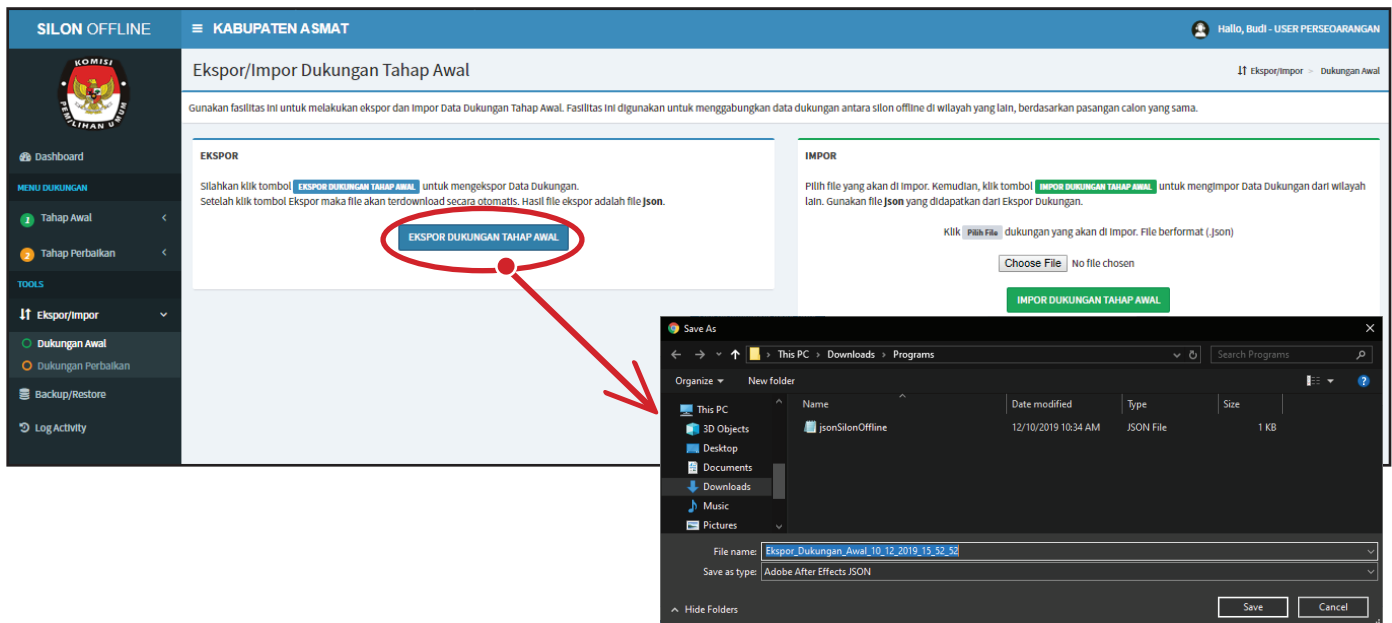 SILON OFFLINE
≡ KABUPATEN ASMAT
Hallo, Budi - USER PERSEOARANGAN
KOMISI
PEMILIHAN UMUM
Ekspor/Impor Dukungan Tahap Awal
Ekspor/Impor > Dukungan Awal
Gunakan fasilitas ini untuk melakukan ekspor dan impor Data Dukungan Tahap Awal. Fasilitas ini digunakan untuk menggabungkan data dukungan antara silon offline di wilayah yang lain, berdasarkan pasangan calon yang sama.
Dashboard
MENU DUKUNGAN
1 Tahap Awal <
2 Tahap Perbaikan <
TOOLS
Ekspor/Impor
Dukungan Awal
Dukungan Perbaikan
Backup/Restore
Log Activity
EKSPOR
Silahkan klik tombol EKSPOR DUKUNGAN TAHAP AWAL untuk mengekspor Data Dukungan.
Setelah klik tombol Ekspor maka file akan terdownload secara otomatis. Hasil file ekspor adalah file Json.
EKSPOR DUKUNGAN TAHAP AWAL
IMPOR
Pilih file yang akan di impor. Kemudian, klik tombol IMPOR DUKUNGAN TAHAP AWAL untuk mengimpor Data Dukungan dari wilayah
lain. Gunakan file Json yang didapatkan dari Ekspor Dukungan.
Klik Pilih File dukungan yang akan di impor. File berformat (.Json)
Choose File No file chosen
IMPOR DUKUNGAN TAHAP AWAL
Save As
This PC > Downloads > Programs
Search Programs
Organize New folder
This PC
3D Objects
Desktop
Documents
Downloads
Music
Pictures
Name Date modified Type Size
jsonSilonOffline 12/10/2019 10:34 AM JSON File 1 KB
File name: Ekspor_Dukungan_Awal_10_12_2019_15_52_52
Save as type: Adobe After Effects JSON
Hide Folders
Save Cancel